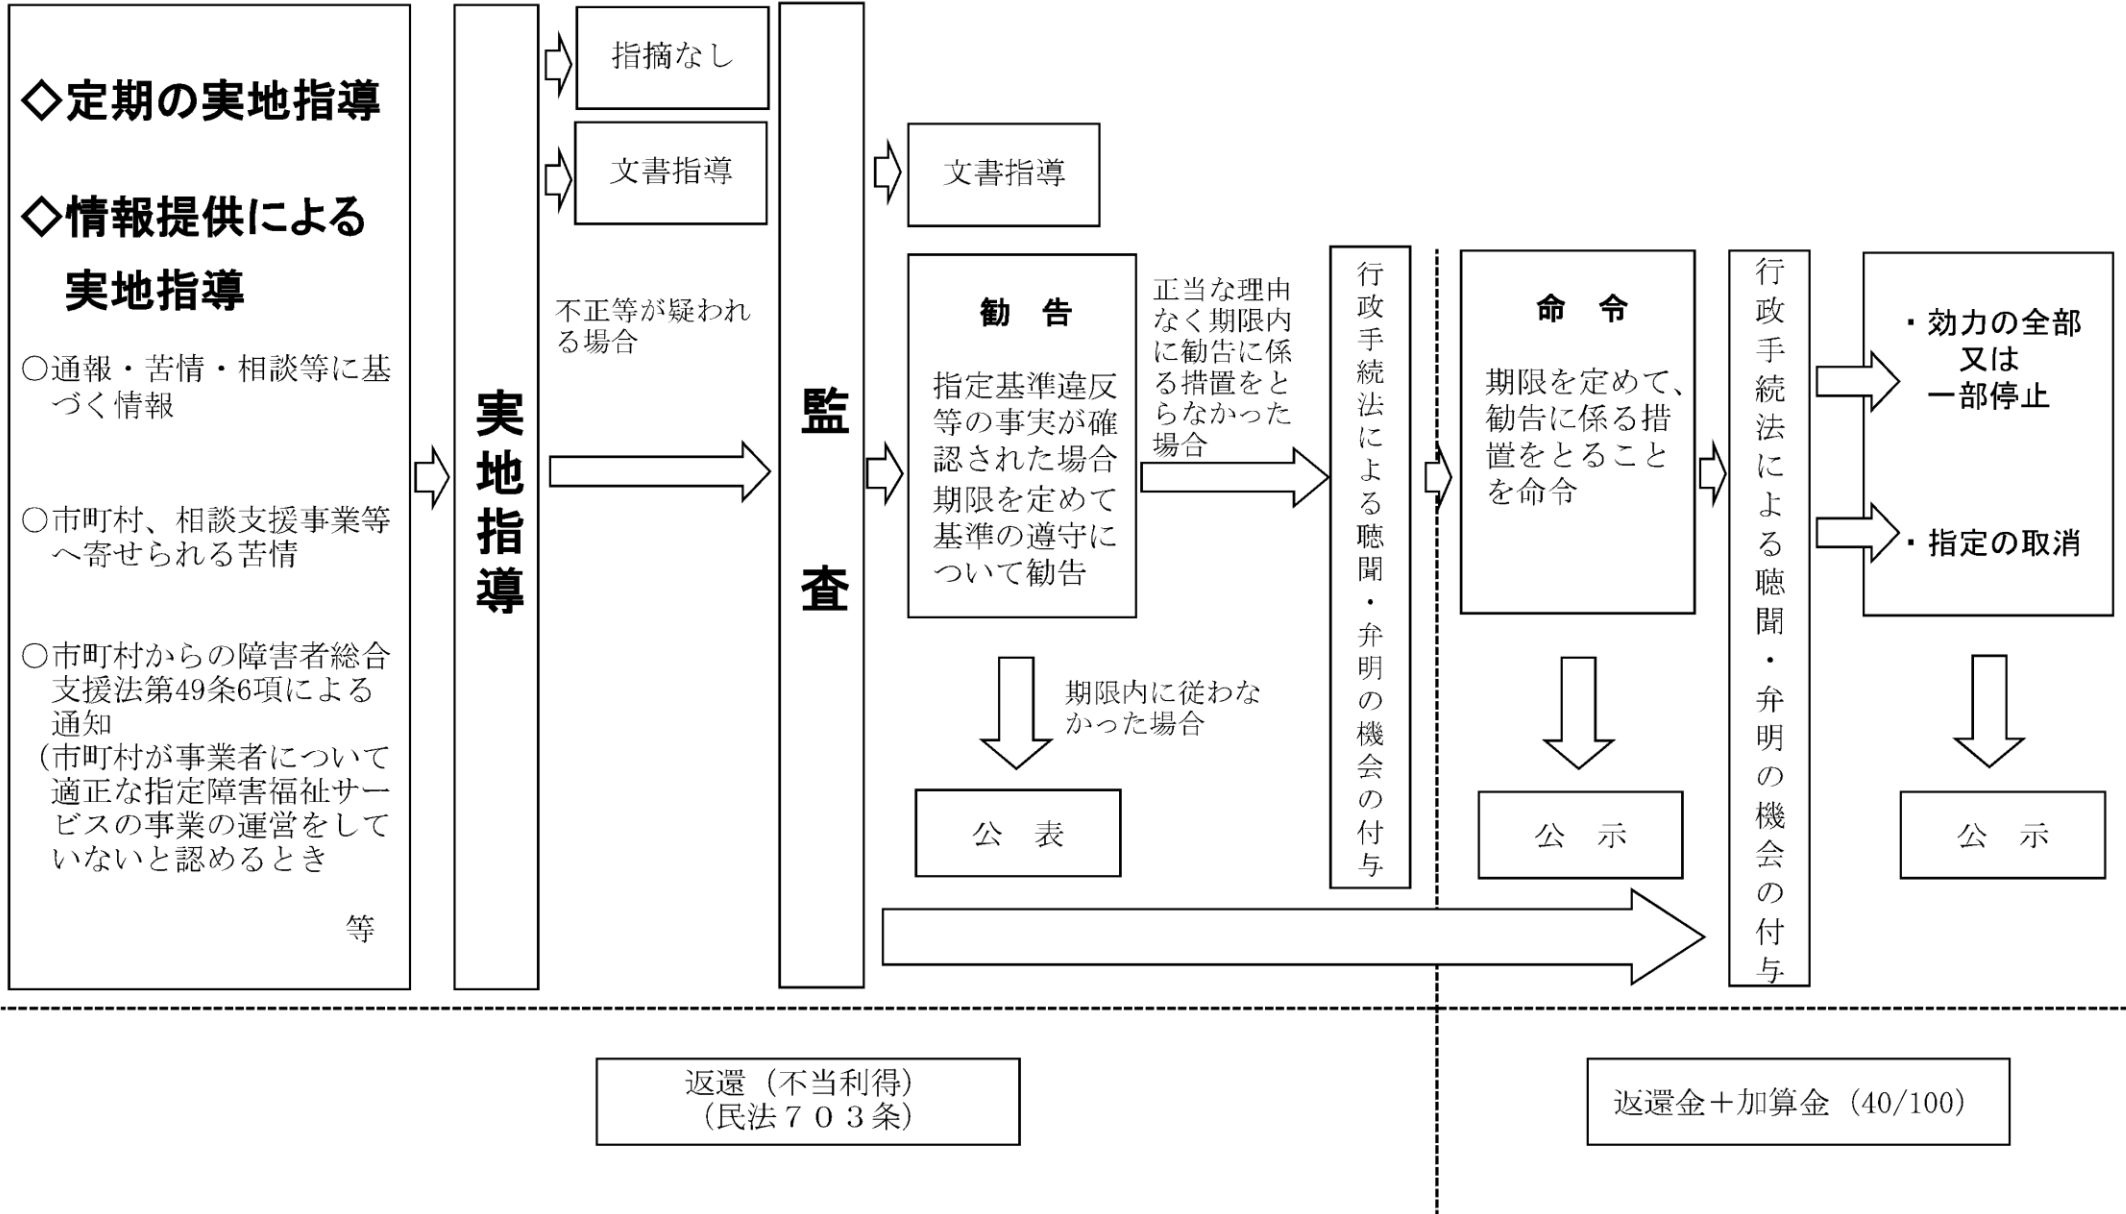 ◇定期の実地指導
◇情報提供による
実地指導
○通報・苦情・相談等に基
づく情報
○市町村、相談支援事業等
へ寄せられる苦情
○市町村からの障害者総合
支援法第49条6項による
通知
（市町村が事業者について
適正な指定障害福祉サー
ビスの事業の運営をして
いないと認めるとき
等
実地指導
指摘なし
文書指導
不正等が疑われ
る場合
監査
文書指導
勧　告
指定基準違反
等の事実が確
認された場合
期限を定めて
基準の遵守に
ついて勧告
正当な理由
なく期限内
に勧告に係
る措置をと
らなかった
場合
期限内に従わな
かった場合
公　表
行政手続法による聴聞・弁明の機会の付与
命　令
期限を定めて、
勧告に係る措
置をとること
を命令
公　示
行政手続法による聴聞・弁明の機会の付与
・効力の全部
又は
一部停止
・指定の取消
公　示
返還（不当利得）
（民法７０３条）
返還金＋加算金（40/100）